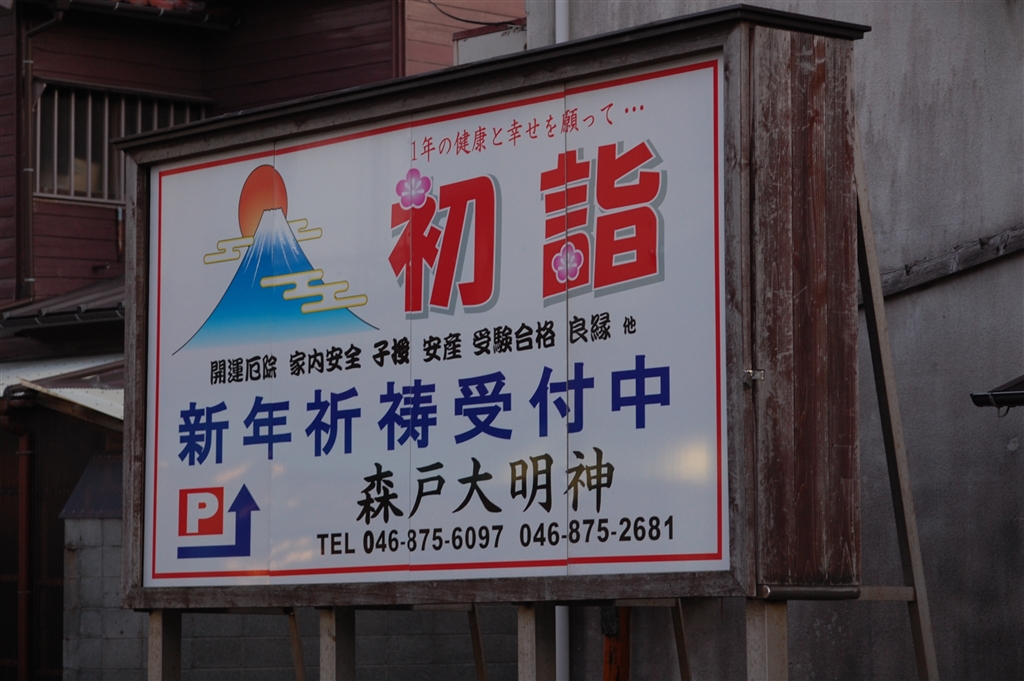 1年の健康と幸せを願って…
初詣
開運厄除 家内安全 子授 安産 受験合格 良縁 他
新年祈祷受付中
森戸大明神
P
TEL 046-875-6097 046-875-2681